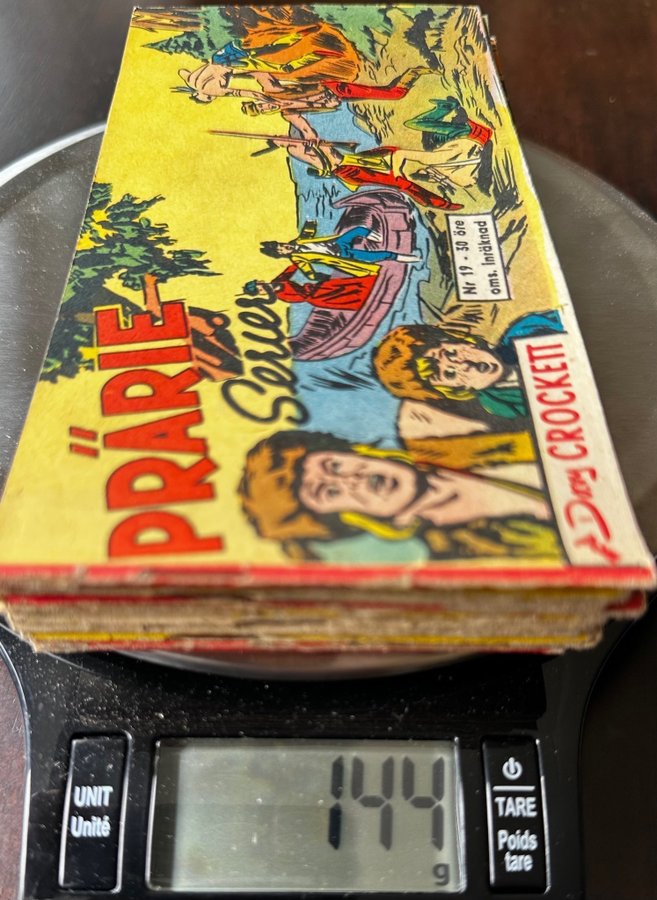 PRÄRIE
Serier
Nr 19 - 30 öre
oms. inräknad
Davy CROCKETT
UNIT
Unité
144
g
TARE
Poids
tare